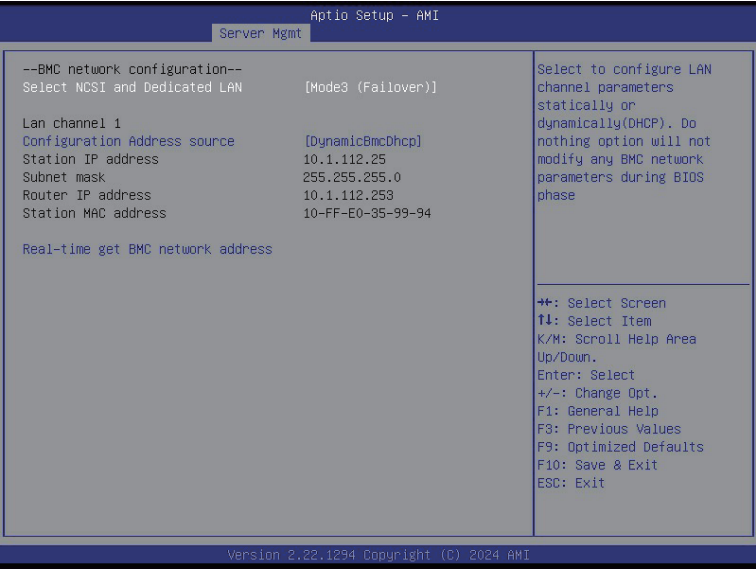 Aptio Setup – AMI
Server Mgmt
--BMC network configuration--
Select NCSI and Dedicated LAN [Mode3 (Failover)]
Lan channel 1
Configuration Address source [DynamicBmcDhcp]
Station IP address 10.1.112.25
Subnet mask 255.255.255.0
Router IP address 10.1.112.253
Station MAC address 10-FF-E0-35-99-94
Real-time get BMC network address
Select to configure LAN
channel parameters
statically or
dynamically(DHCP). Do
nothing option will not
modify any BMC network
parameters during BIOS
phase
→←: Select Screen
↑↓: Select Item
K/M: Scroll Help Area
Up/Down.
Enter: Select
+/-: Change Opt.
F1: General Help
F3: Previous Values
F9: Optimized Defaults
F10: Save & Exit
ESC: Exit
Version 2.22.1294 Copyright (C) 2024 AMI